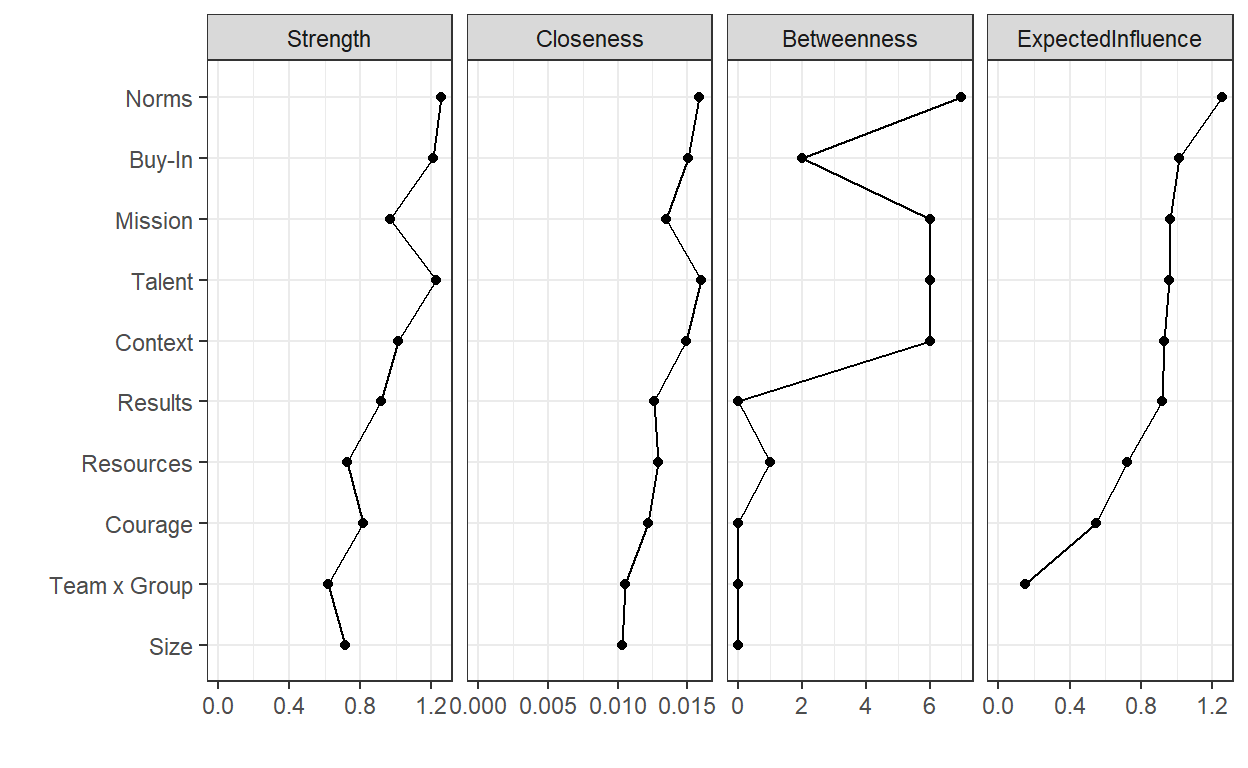 Strength Closeness Betweenness ExpectedInfluence
Norms
Buy-In
Mission
Talent
Context
Results
Resources
Courage
Team x Group
Size
0.0 0.4 0.8 1.2 0.000 0.005 0.010 0.015 0 2 4 6 0.0 0.4 0.8 1.2